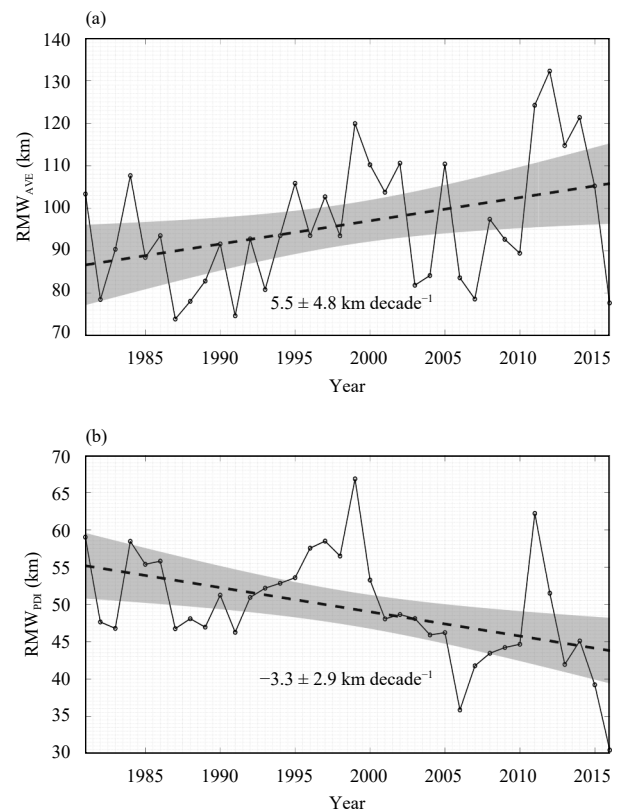 (a)
140
130
120
110
100
90
80
70
RMW_AVE (km)
5.5 ± 4.8 km decade⁻¹
1985 1990 1995 2000 2005 2010 2015
Year
(b)
70
65
60
55
50
45
40
35
30
RMW_PDI (km)
−3.3 ± 2.9 km decade⁻¹
1985 1990 1995 2000 2005 2010 2015
Year